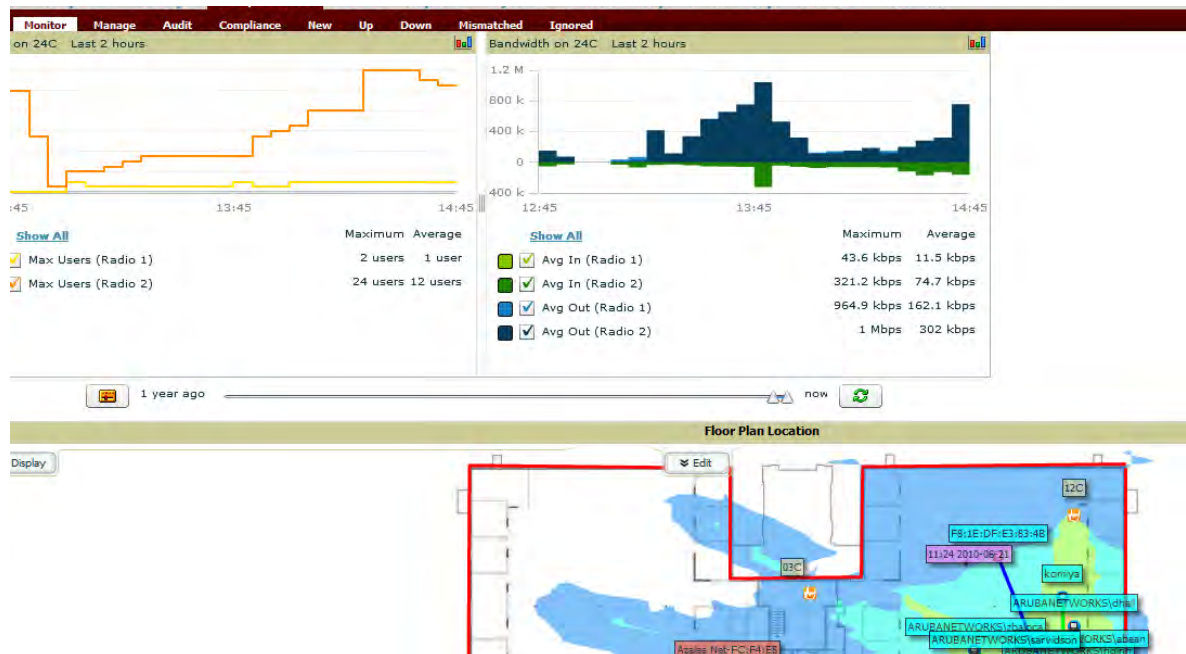 Monitor Manage Audit Compliance New Up Down Mismatched Ignored
on 24C Last 2 hours
:45 13:45 14:45
Show All Maximum Average
Max Users (Radio 1) 2 users 1 user
Max Users (Radio 2) 24 users 12 users
Bandwidth on 24C Last 2 hours
1.2 M
800 k
400 k
0
400 k
12:45 13:45 14:45
Show All Maximum Average
Avg In (Radio 1) 43.6 kbps 11.5 kbps
Avg In (Radio 2) 321.2 kbps 74.7 kbps
Avg Out (Radio 1) 964.9 kbps 162.1 kbps
Avg Out (Radio 2) 1 Mbps 302 kbps
1 year ago now
Floor Plan Location
Display
Edit
12C
F8:1E:DF:E3:83:4B
11:24 2010-06-21
03C
komiya
ARUBANETWORKS\dhall
ARUBANETWORKS\sarvidson
ORKS\abean